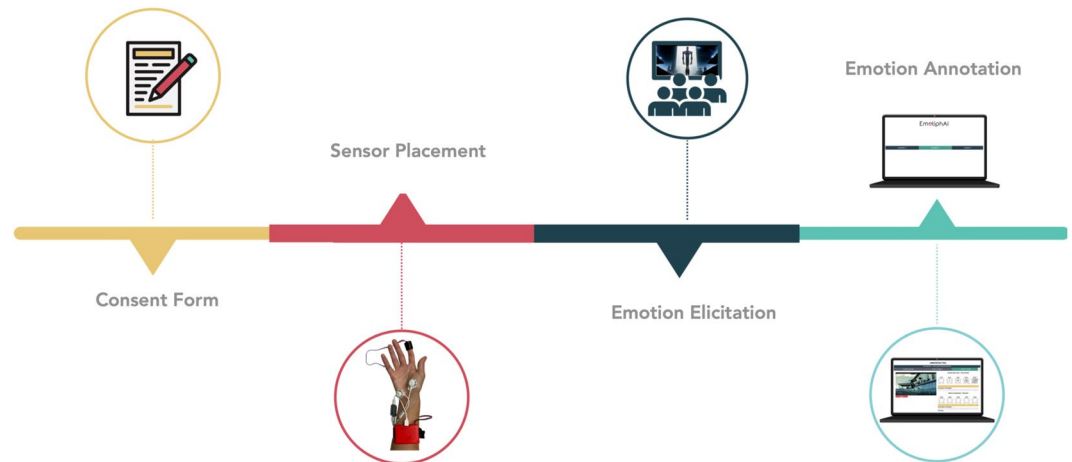 Emotion Annotation
EmotiphAI
Sensor Placement
Consent Form
Emotion Elicitation